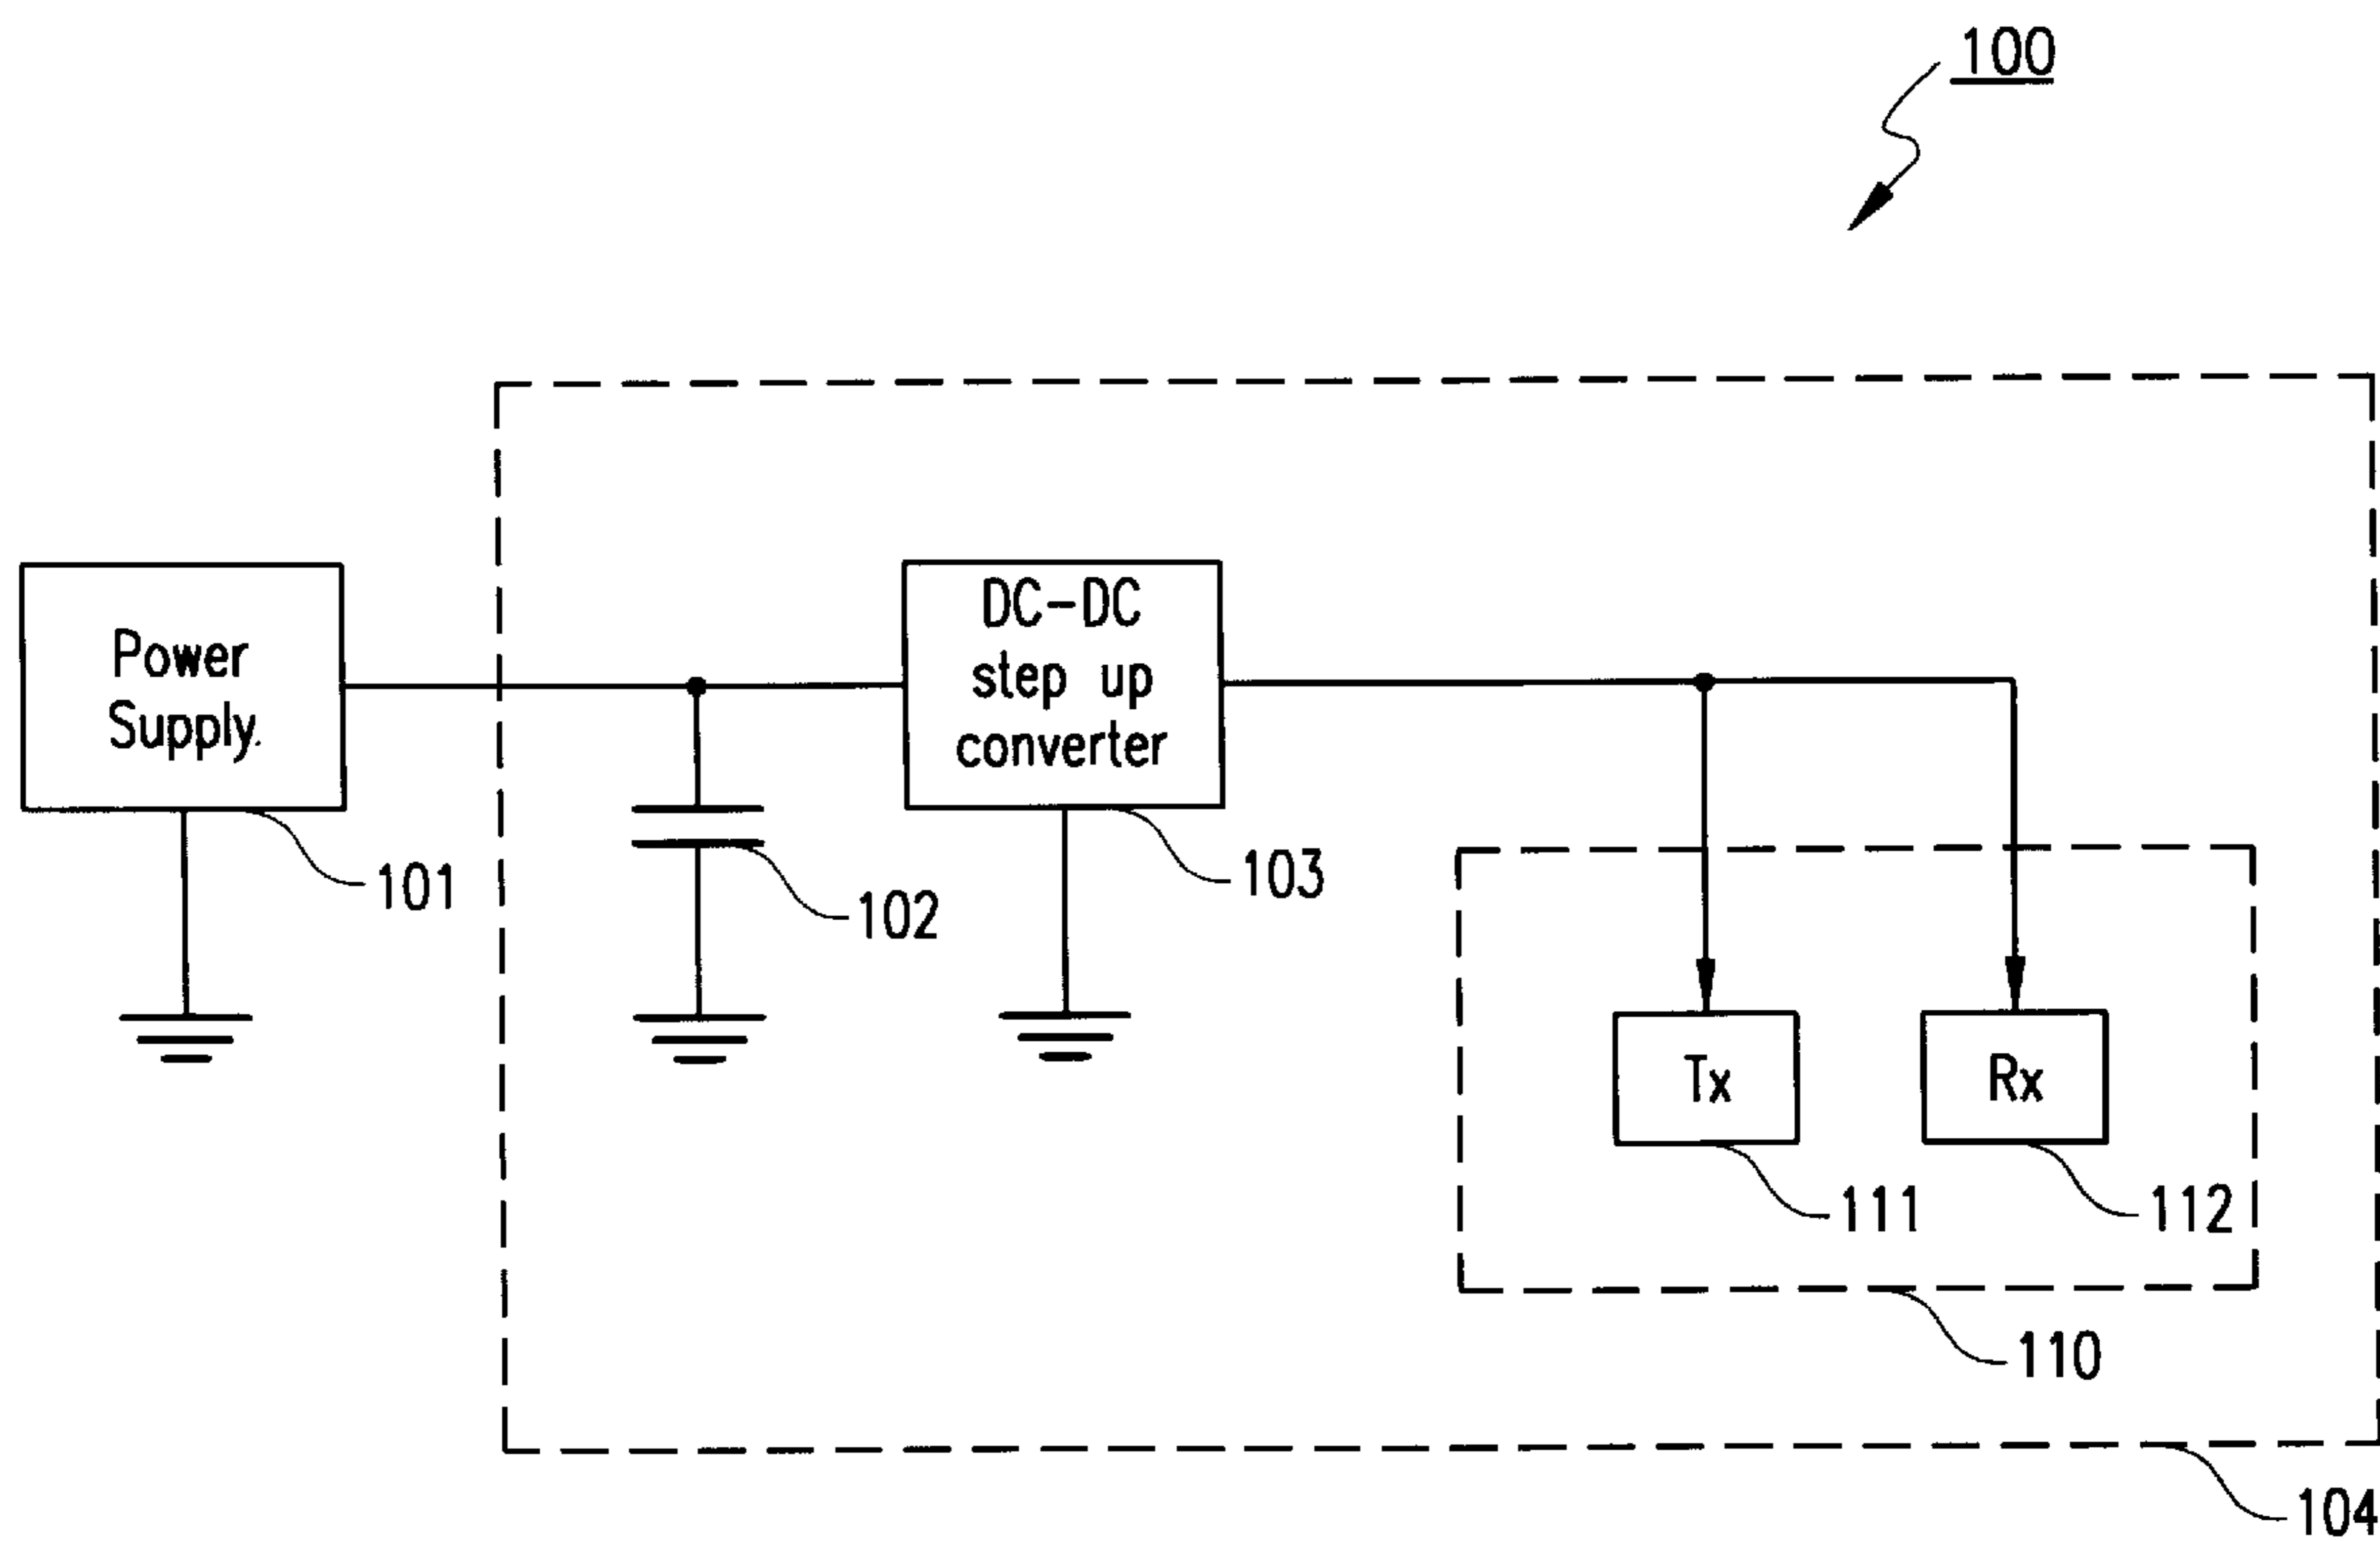 100
Power
Supply.
DC-DC
step up
converter
101
102
103
Tx
Rx
111
112
110
104